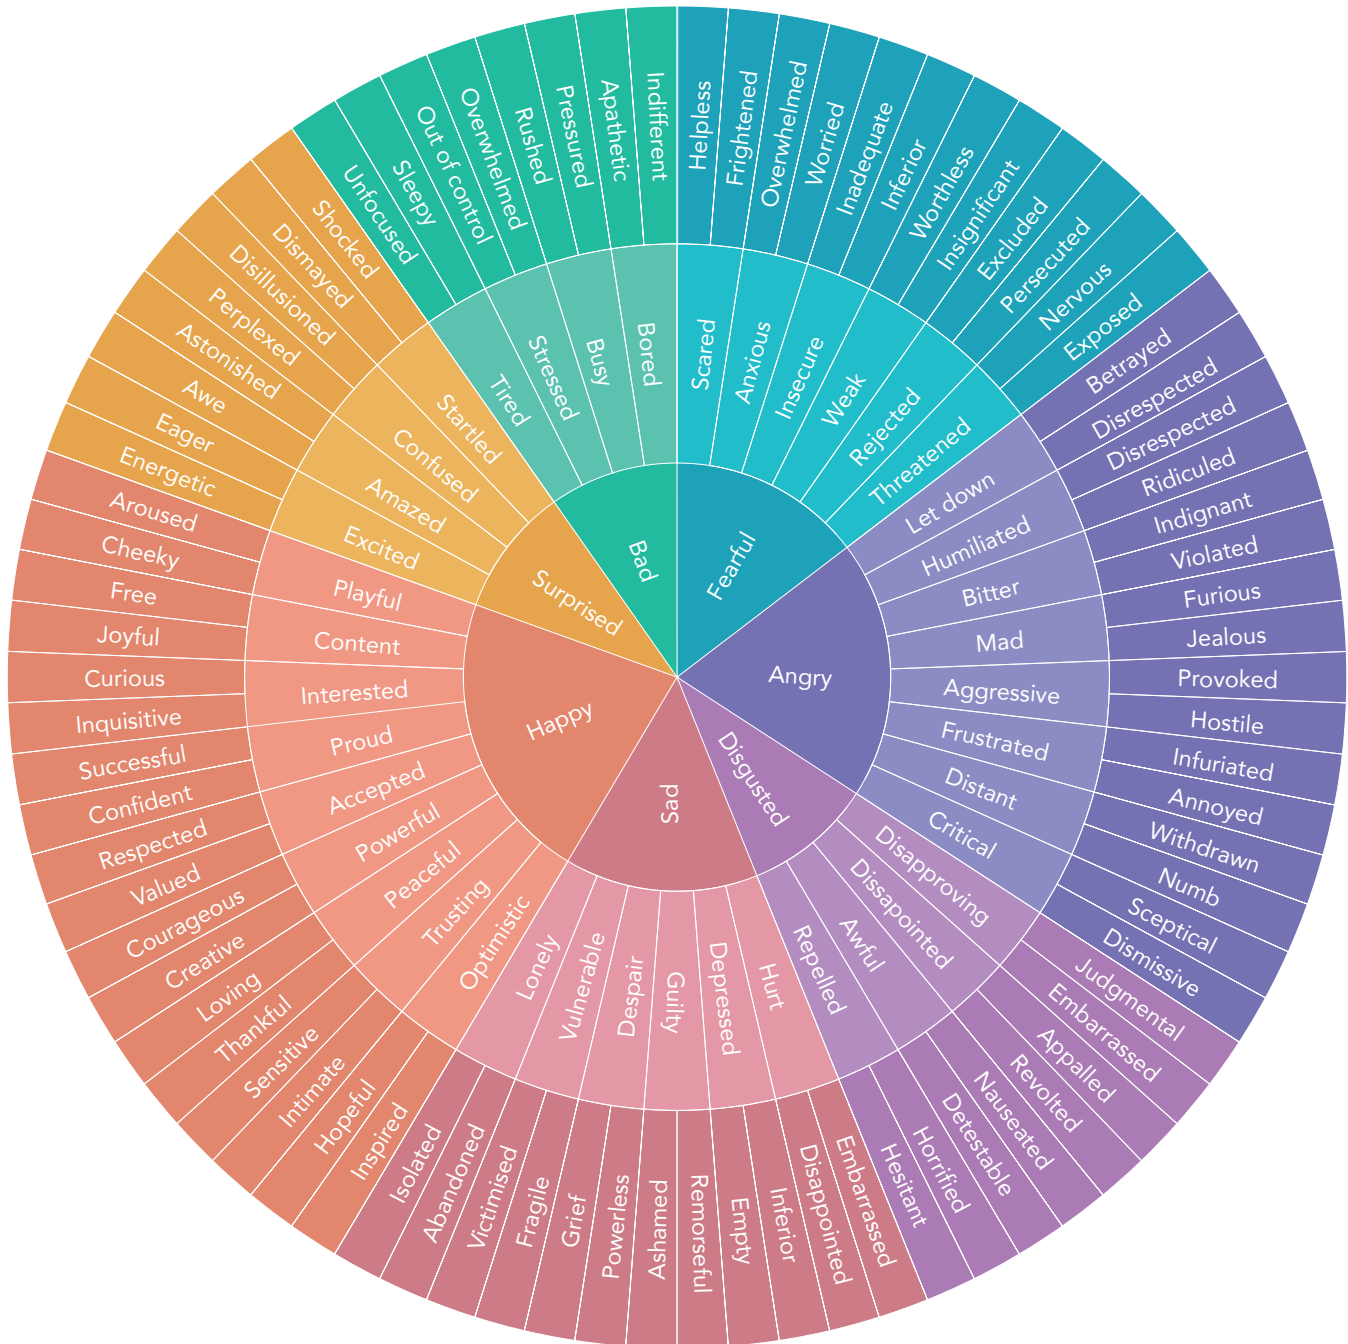 Fearful
Angry
Disgusted
Sad
Happy
Surprised
Bad
Scared
Anxious
Insecure
Weak
Rejected
Threatened
Let down
Humiliated
Bitter
Mad
Aggressive
Frustrated
Distant
Critical
Disapproving
Dissapointed
Awful
Repelled
Hurt
Depressed
Guilty
Despair
Vulnerable
Lonely
Optimistic
Trusting
Peaceful
Powerful
Accepted
Proud
Interested
Content
Playful
Excited
Amazed
Confused
Startled
Tired
Stressed
Busy
Bored
Helpless
Frightened
Overwhelmed
Worried
Inadequate
Inferior
Worthless
Insignificant
Excluded
Persecuted
Nervous
Exposed
Betrayed
Disrespected
Disrespected
Ridiculed
Indignant
Violated
Furious
Jealous
Provoked
Hostile
Infuriated
Annoyed
Withdrawn
Numb
Sceptical
Dismissive
Judgmental
Embarrassed
Appalled
Revolted
Nauseated
Detestable
Horrified
Hesitant
Embarrassed
Disappointed
Inferior
Empty
Remorseful
Ashamed
Powerless
Grief
Fragile
Victimised
Abandoned
Isolated
Inspired
Hopeful
Intimate
Sensitive
Thankful
Loving
Creative
Courageous
Valued
Respected
Confident
Successful
Inquisitive
Curious
Joyful
Free
Cheeky
Aroused
Energetic
Eager
Awe
Astonished
Perplexed
Disillusioned
Dismayed
Shocked
Unfocused
Sleepy
Out of control
Overwhelmed
Rushed
Pressured
Apathetic
Indifferent